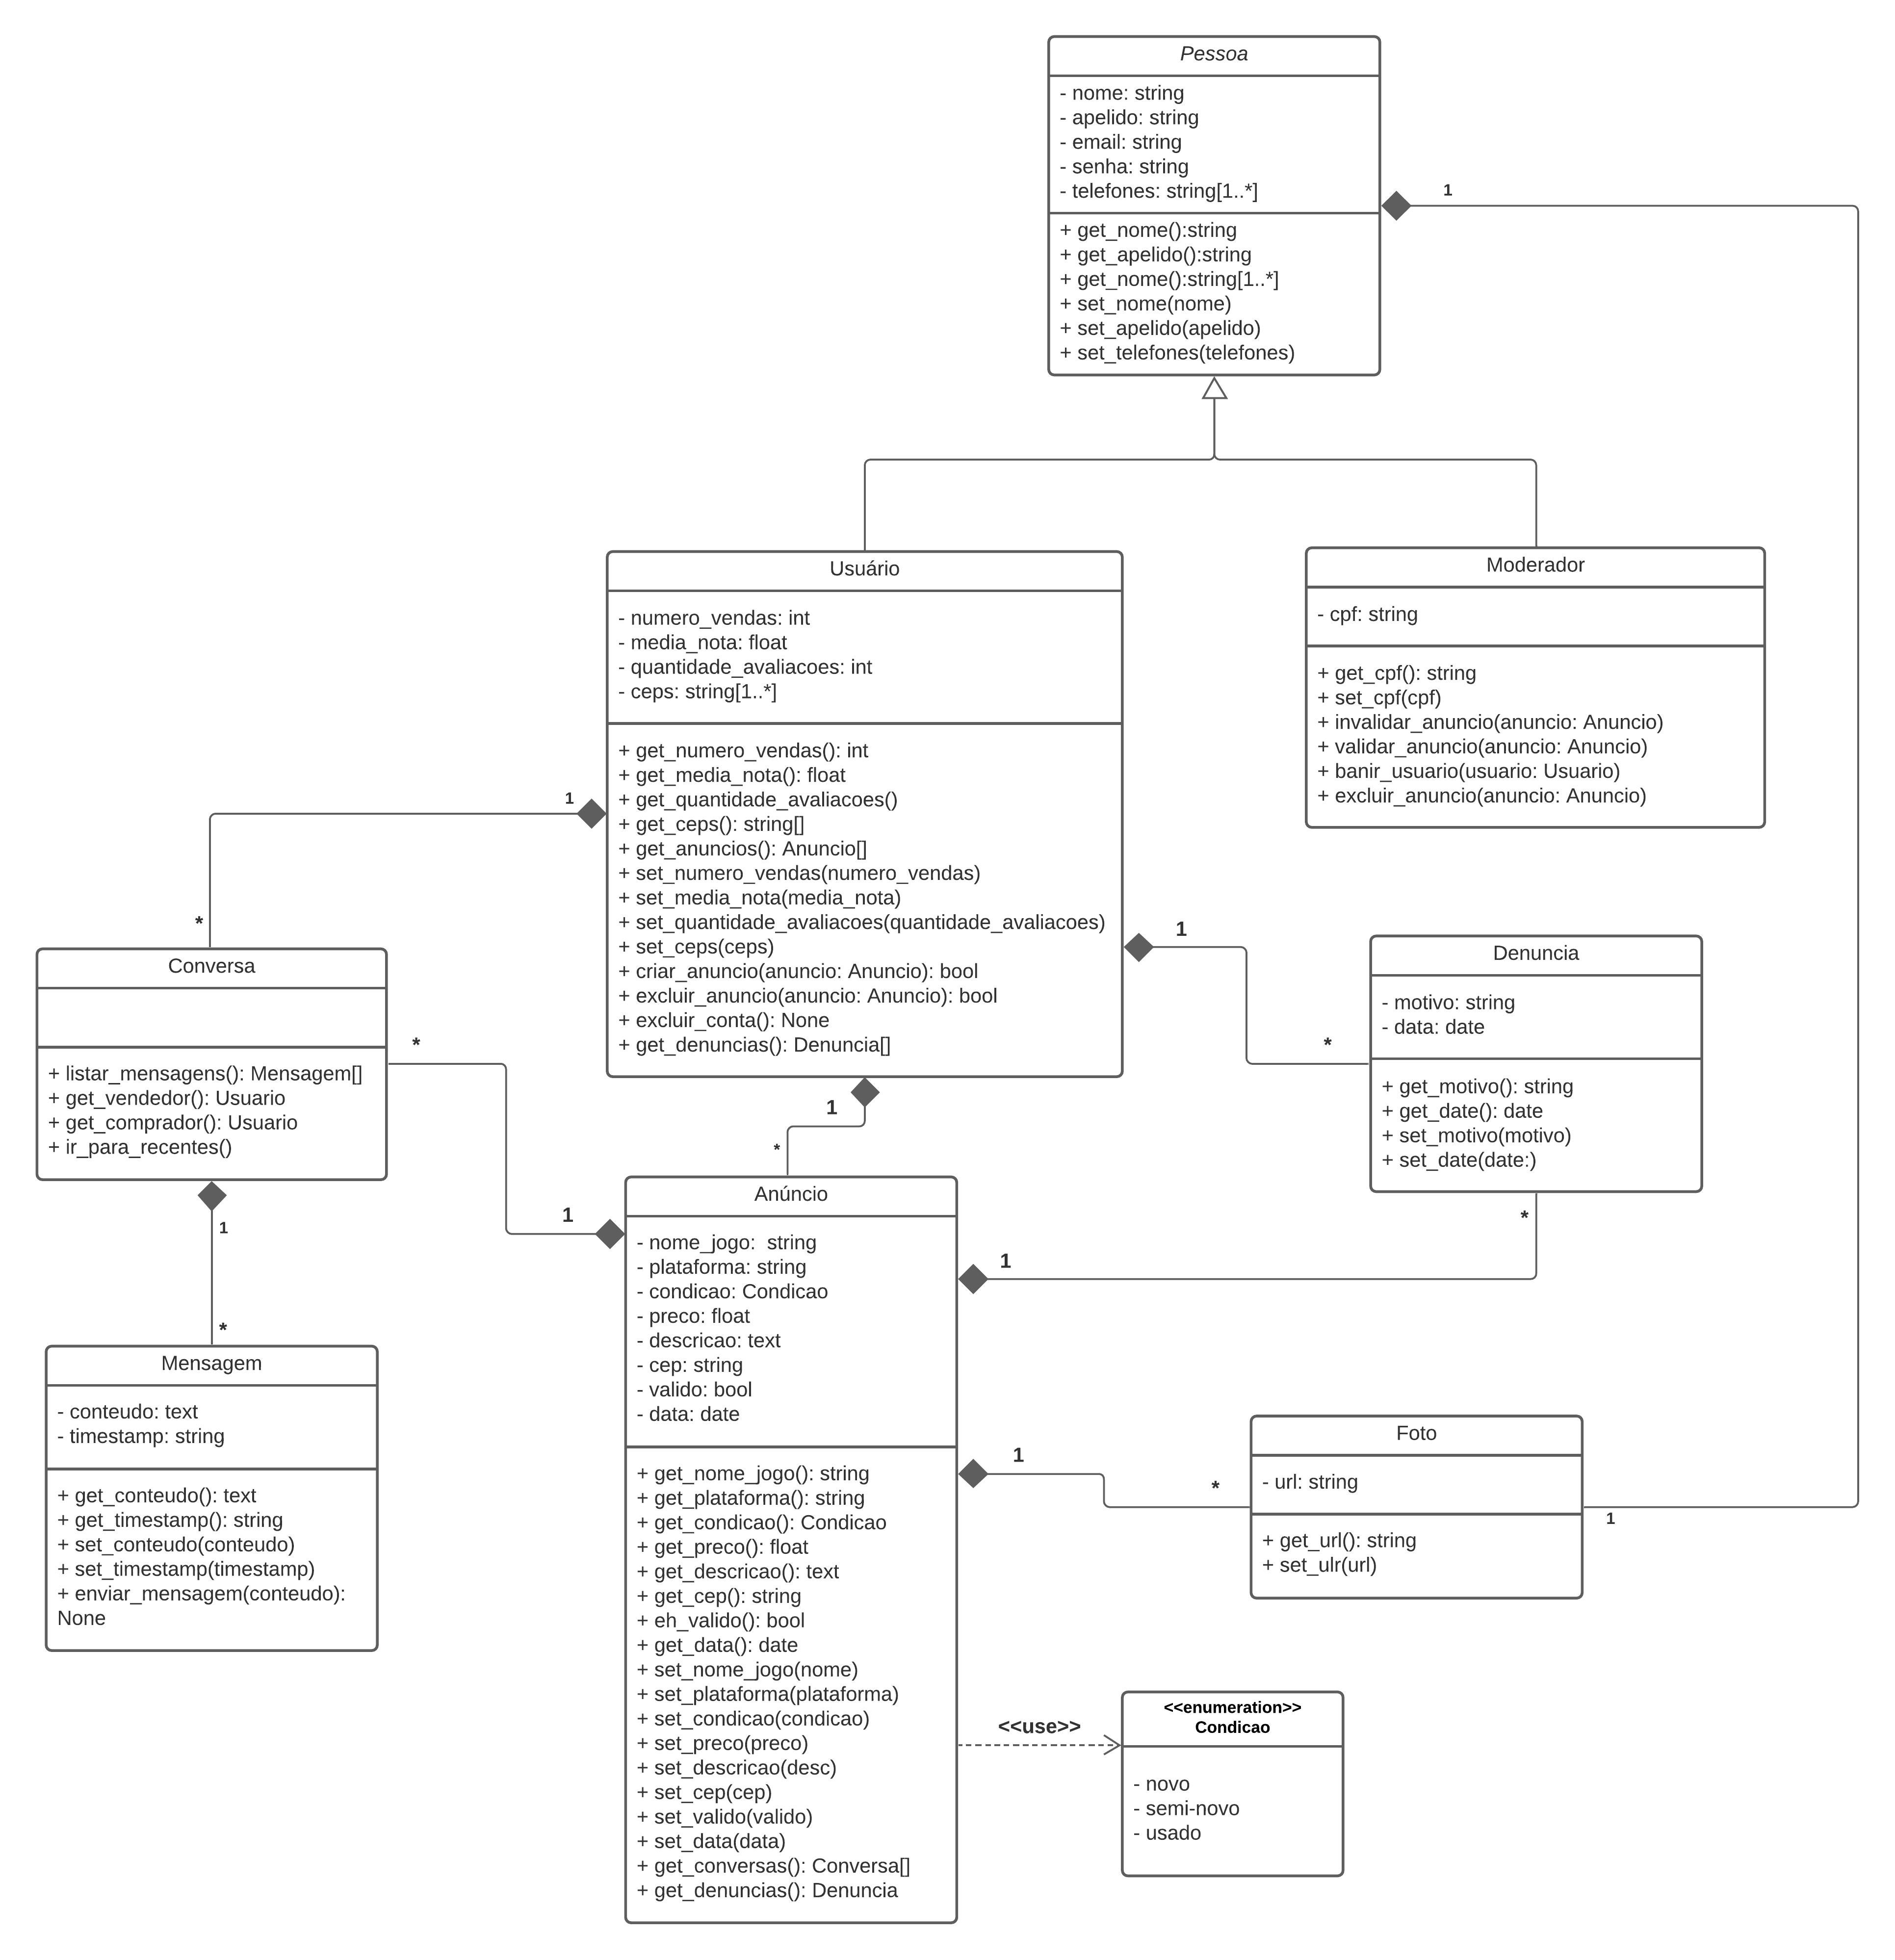 Pessoa
- nome: string
- apelido: string
- email: string
- senha: string
- telefones: string[1..*]
+ get_nome():string
+ get_apelido():string
+ get_nome():string[1..*]
+ set_nome(nome)
+ set_apelido(apelido)
+ set_telefones(telefones)
1
Usuário
- numero_vendas: int
- media_nota: float
- quantidade_avaliacoes: int
- ceps: string[1..*]
+ get_numero_vendas(): int
+ get_media_nota(): float
+ get_quantidade_avaliacoes()
+ get_ceps(): string[]
+ get_anuncios(): Anuncio[]
+ set_numero_vendas(numero_vendas)
+ set_media_nota(media_nota)
+ set_quantidade_avaliacoes(quantidade_avaliacoes)
+ set_ceps(ceps)
+ criar_anuncio(anuncio: Anuncio): bool
+ excluir_anuncio(anuncio: Anuncio): bool
+ excluir_conta(): None
+ get_denuncias(): Denuncia[]
Moderador
- cpf: string
+ get_cpf(): string
+ set_cpf(cpf)
+ invalidar_anuncio(anuncio: Anuncio)
+ validar_anuncio(anuncio: Anuncio)
+ banir_usuario(usuario: Usuario)
+ excluir_anuncio(anuncio: Anuncio)
1
*
1
*
Conversa
+ listar_mensagens(): Mensagem[]
+ get_vendedor(): Usuario
+ get_comprador(): Usuario
+ ir_para_recentes()
*
1
1
*
Denuncia
- motivo: string
- data: date
+ get_motivo(): string
+ get_date(): date
+ set_motivo(motivo)
+ set_date(date:)
*
1
1
*
Mensagem
- conteudo: text
- timestamp: string
+ get_conteudo(): text
+ get_timestamp(): string
+ set_conteudo(conteudo)
+ set_timestamp(timestamp)
+ enviar_mensagem(conteudo):
None
Anúncio
- nome_jogo:  string
- plataforma: string
- condicao: Condicao
- preco: float
- descricao: text
- cep: string
- valido: bool
- data: date
+ get_nome_jogo(): string
+ get_plataforma(): string
+ get_condicao(): Condicao
+ get_preco(): float
+ get_descricao(): text
+ get_cep(): string
+ eh_valido(): bool
+ get_data(): date
+ set_nome_jogo(nome)
+ set_plataforma(plataforma)
+ set_condicao(condicao)
+ set_preco(preco)
+ set_descricao(desc)
+ set_cep(cep)
+ set_valido(valido)
+ set_data(data)
+ get_conversas(): Conversa[]
+ get_denuncias(): Denuncia
1
*
Foto
- url: string
+ get_url(): string
+ set_ulr(url)
1
<<use>>
<<enumeration>>
Condicao
- novo
- semi-novo
- usado